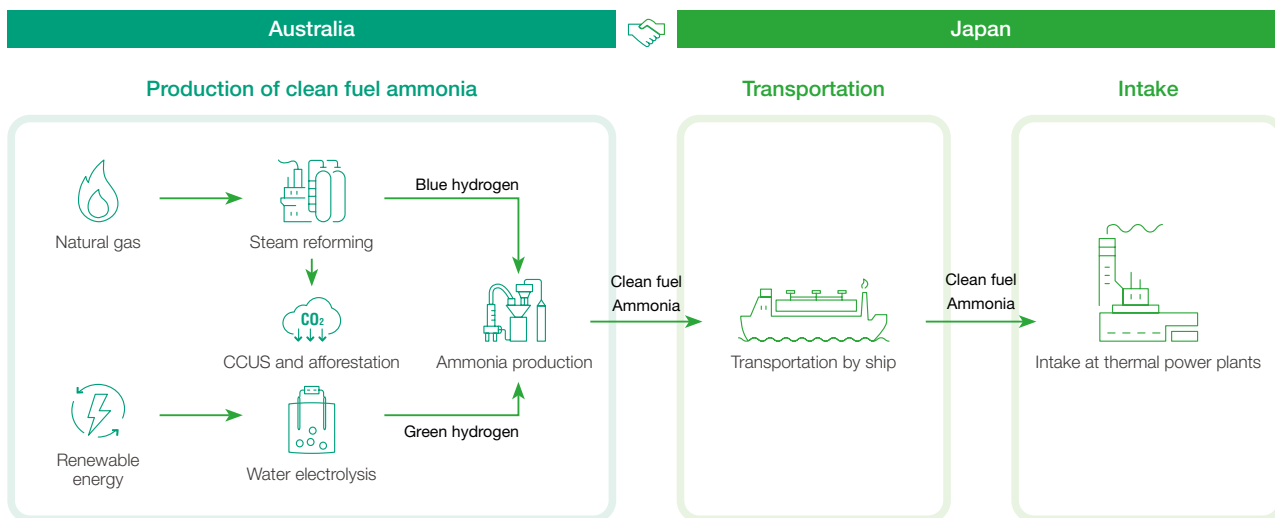 Australia
Japan
Production of clean fuel ammonia
Transportation
Intake
Natural gas
Steam reforming
Blue hydrogen
CO₂
CCUS and afforestation
Ammonia production
Clean fuel
Ammonia
Transportation by ship
Clean fuel
Ammonia
Intake at thermal power plants
Renewable
energy
Water electrolysis
Green hydrogen